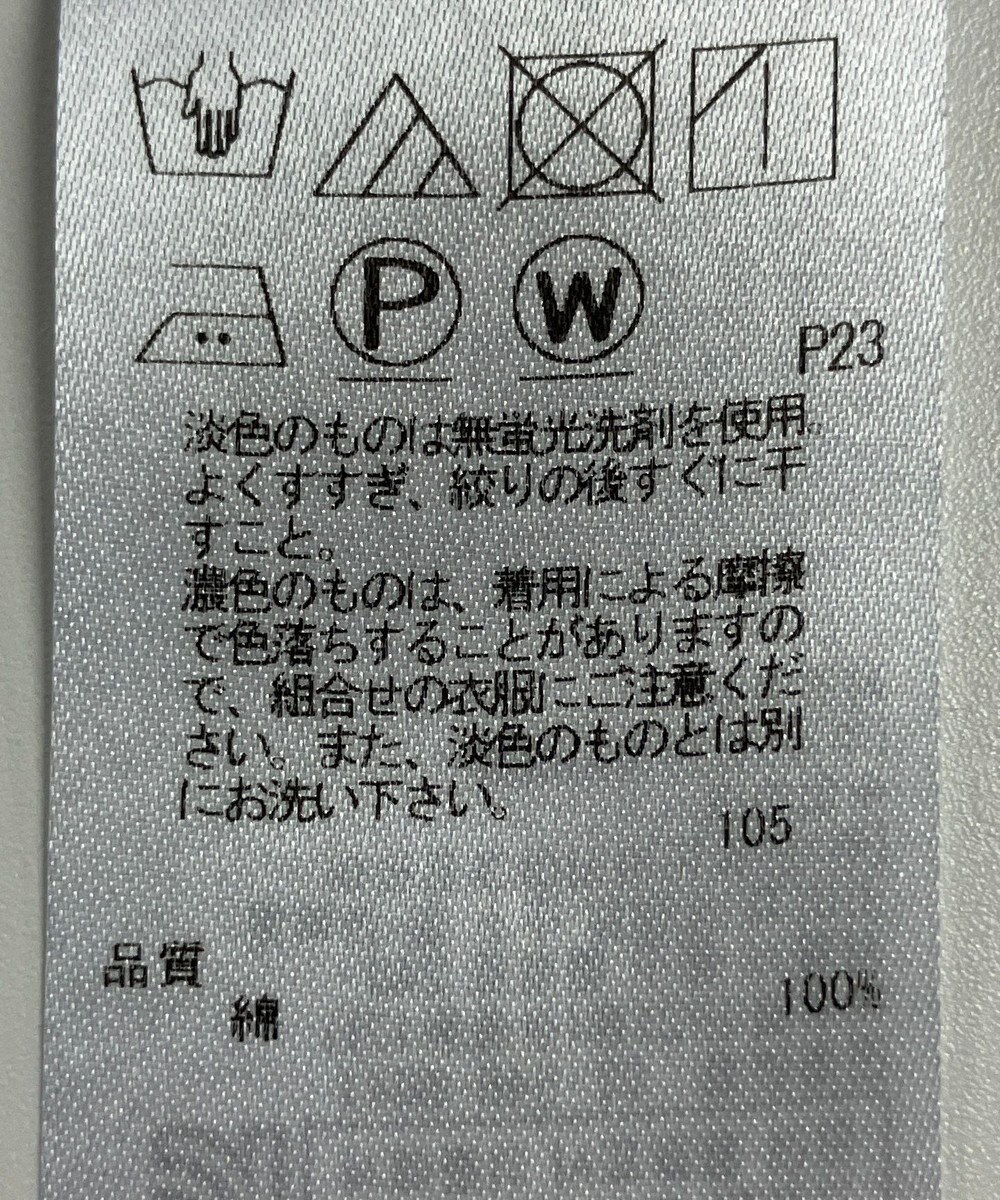 P W
P23
淡色のものは無蛍光洗剤を使用。
よくすすぎ、絞りの後すぐに干
すこと。
濃色のものは、着用による摩擦
で色落ちすることがありますの
で、組合せの衣服にご注意くだ
さい。また、淡色のものとは別
にお洗い下さい。
105
品質
綿 100%